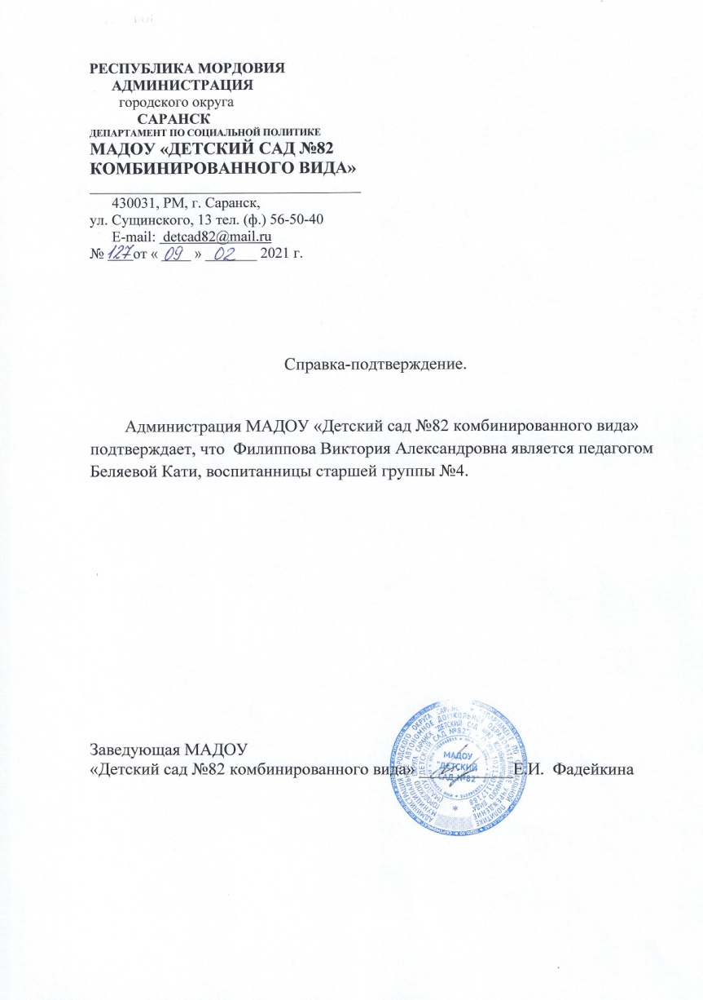 РЕСПУБЛИКА МОРДОВИЯ
АДМИНИСТРАЦИЯ
городского округа
САРАНСК
ДЕПАРТАМЕНТ ПО СОЦИАЛЬНОЙ ПОЛИТИКЕ
МАДОУ «ДЕТСКИЙ САД №82
КОМБИНИРОВАННОГО ВИДА»
430031, РМ, г. Саранск,
ул. Сущинского, 13 тел. (ф.) 56-50-40
E-mail: detcad82@mail.ru
№ 127 от « 09 » 02 2021 г.
Справка-подтверждение.
Администрация МАДОУ «Детский сад №82 комбинированного вида»
подтверждает, что Филиппова Виктория Александровна является педагогом
Беляевой Кати, воспитанницы старшей группы №4.
Заведующая МАДОУ
«Детский сад №82 комбинированного вида» Е.И. Фадейкина
МАДОУ
"ДЕТСКИЙ
САД №82"